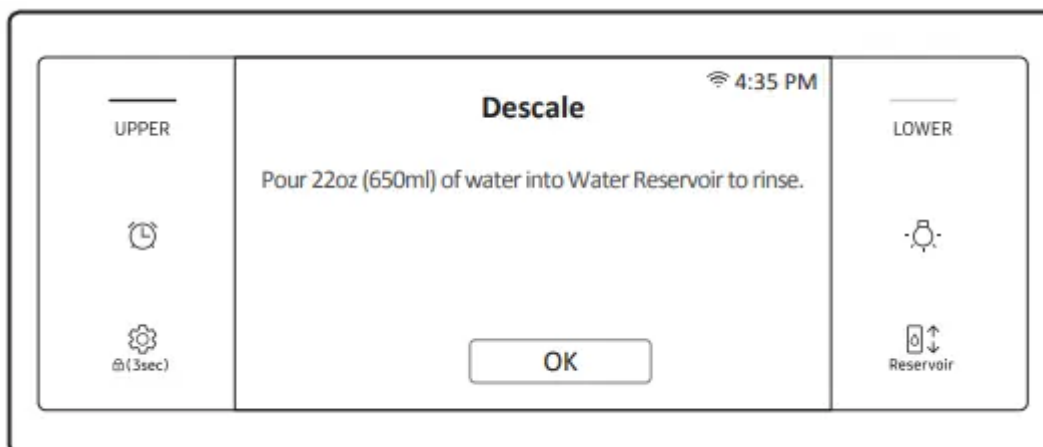 4:35 PM
Descale
UPPER
LOWER
Pour 22oz (650ml) of water into Water Reservoir to rinse.
(3sec)
Reservoir
OK